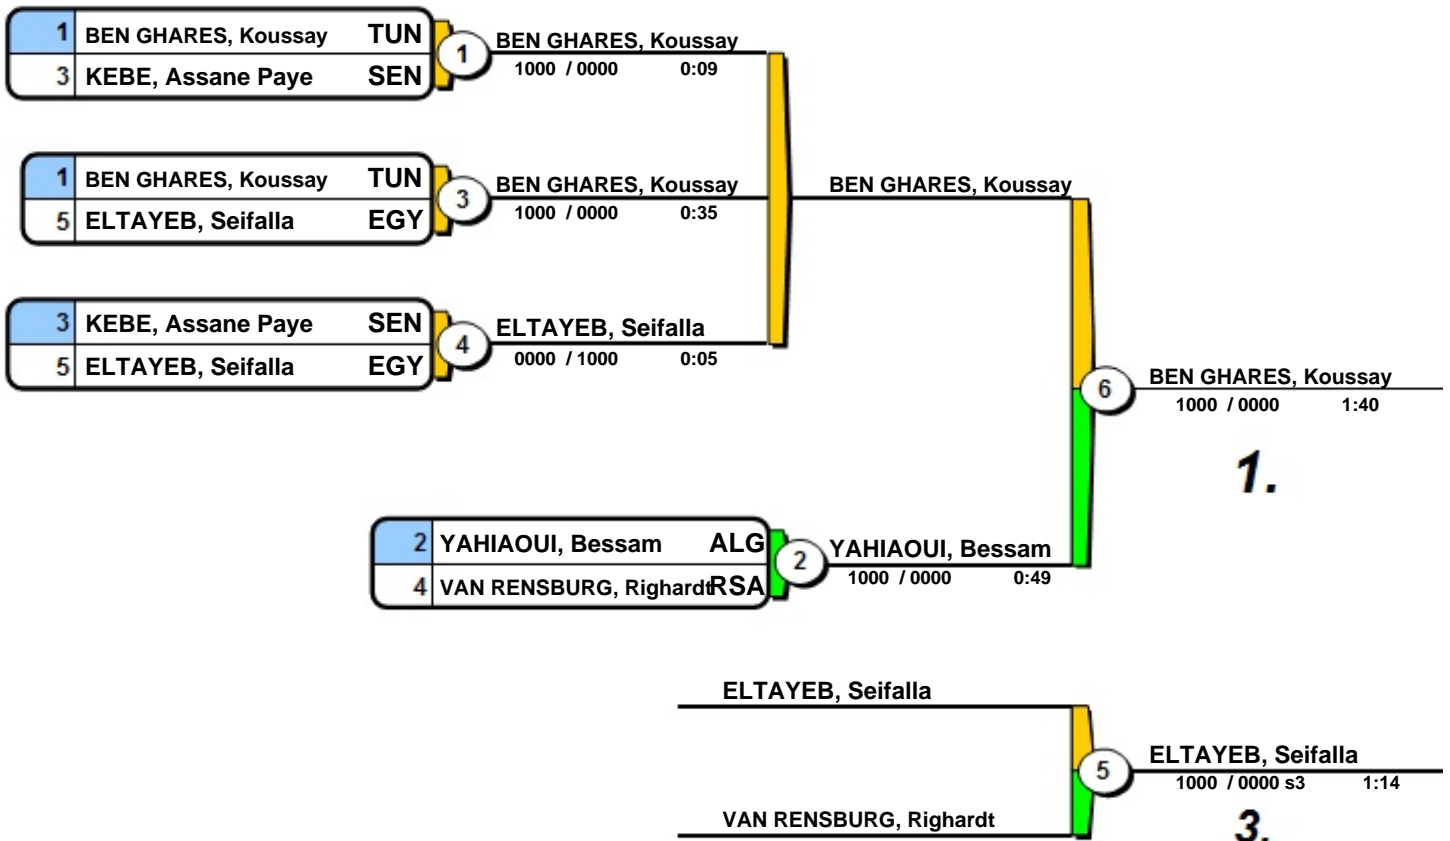 1 BEN GHARES, Koussay TUN
3 KEBE, Assane Paye SEN
1
BEN GHARES, Koussay
1000 / 0000 0:09
1 BEN GHARES, Koussay TUN
5 ELTAYEB, Seifalla EGY
3
BEN GHARES, Koussay
1000 / 0000 0:35
BEN GHARES, Koussay
3 KEBE, Assane Paye SEN
5 ELTAYEB, Seifalla EGY
4
ELTAYEB, Seifalla
0000 / 1000 0:05
6
BEN GHARES, Koussay
1000 / 0000 1:40
1.
2 YAHIAOUI, Bessam ALG
4 VAN RENSBURG, Righardt RSA
2
YAHIAOUI, Bessam
1000 / 0000 0:49
ELTAYEB, Seifalla
VAN RENSBURG, Righardt
5
ELTAYEB, Seifalla
1000 / 0000 s3 1:14
3.